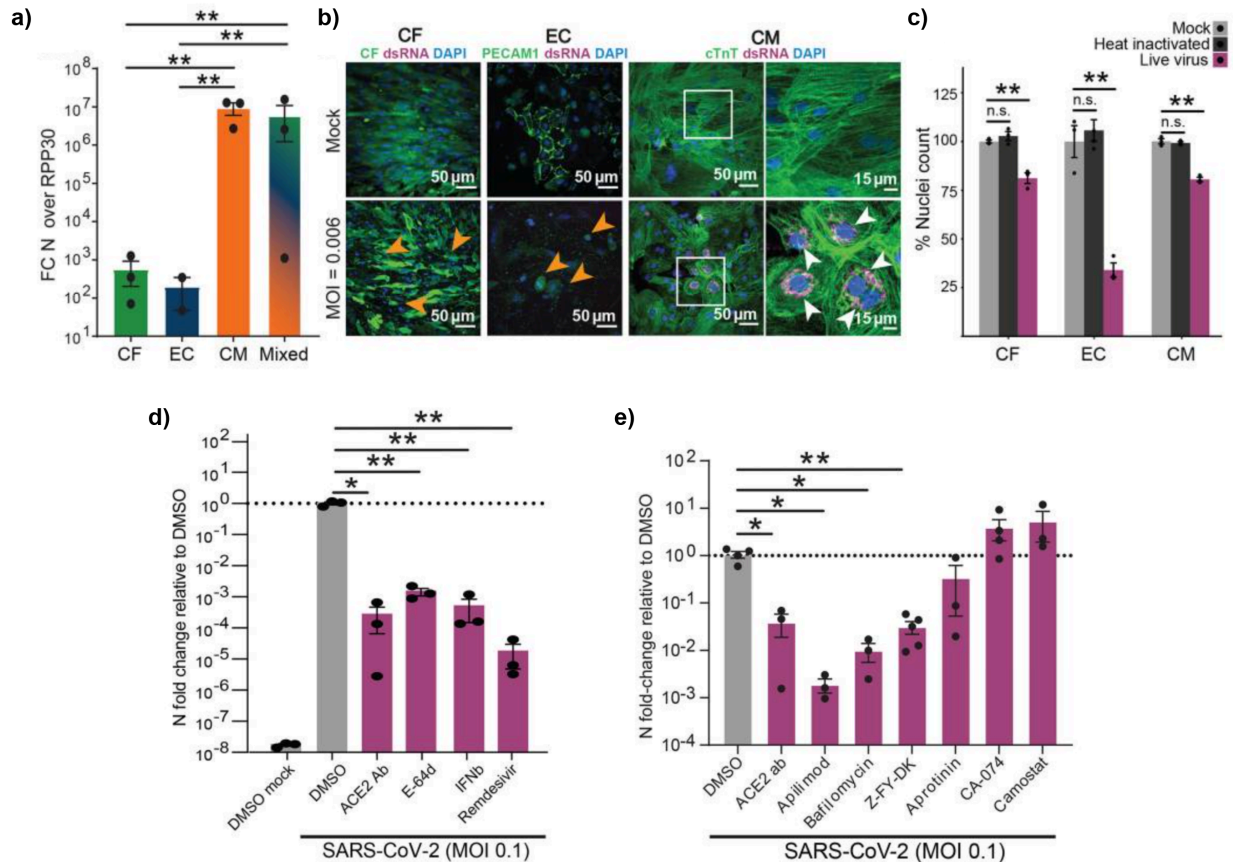 a)
**
**
**
**
FC N over RPP30
10^8
10^7
10^6
10^5
10^4
10^3
10^2
10^1
CF EC CM Mixed
b)
CF EC CM
CF dsRNA DAPI PECAM1 dsRNA DAPI cTnT dsRNA DAPI
Mock
50 µm 50 µm 50 µm 15 µm
MOI = 0.006
50 µm 50 µm 50 µm 15 µm
c)
Mock
Heat inactivated
Live virus
** ** **
n.s. n.s. n.s.
% Nuclei count
100
75
50
25
CF EC CM
d)
**
**
**
*
N fold change relative to DMSO
10^2
10^1
10^0
10^-1
10^-2
10^-3
10^-4
10^-5
10^-6
10^-7
10^-8
DMSO mock
DMSO
ACE2 Ab
E-64d
IFNb
Remdesivir
SARS-CoV-2 (MOI 0.1)
e)
**
*
*
*
N fold-change relative to DMSO
10^2
10^1
10^0
10^-1
10^-2
10^-3
10^-4
DMSO
ACE2 ab
Apilimod
Bafilomycin
Z-FY-DK
Aprotinin
CA-074
Camostat
SARS-CoV-2 (MOI 0.1)